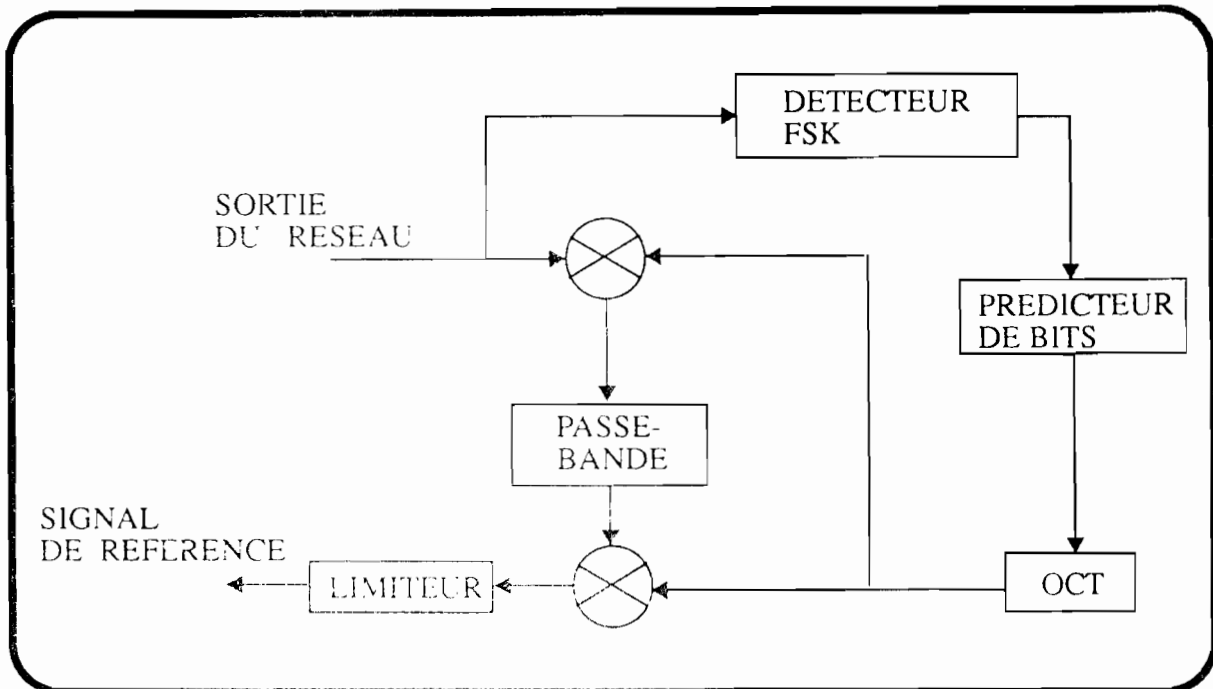 DETECTEUR
FSK
SORTIE
DU RESEAU
PREDICTEUR
DE BITS
PASSE-
BANDE
SIGNAL
DE REFERENCE
LIMITEUR
OCT